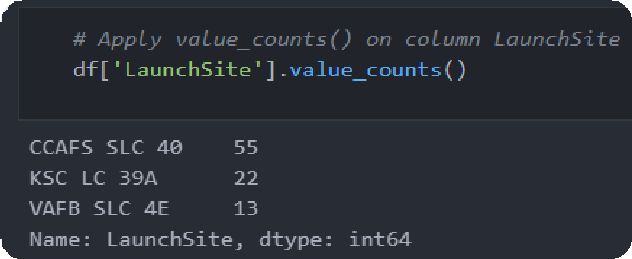 # Apply value_counts() on column LaunchSite
df['LaunchSite'].value_counts()
CCAFS SLC 40    55
KSC LC 39A      22
VAFB SLC 4E     13
Name: LaunchSite, dtype: int64